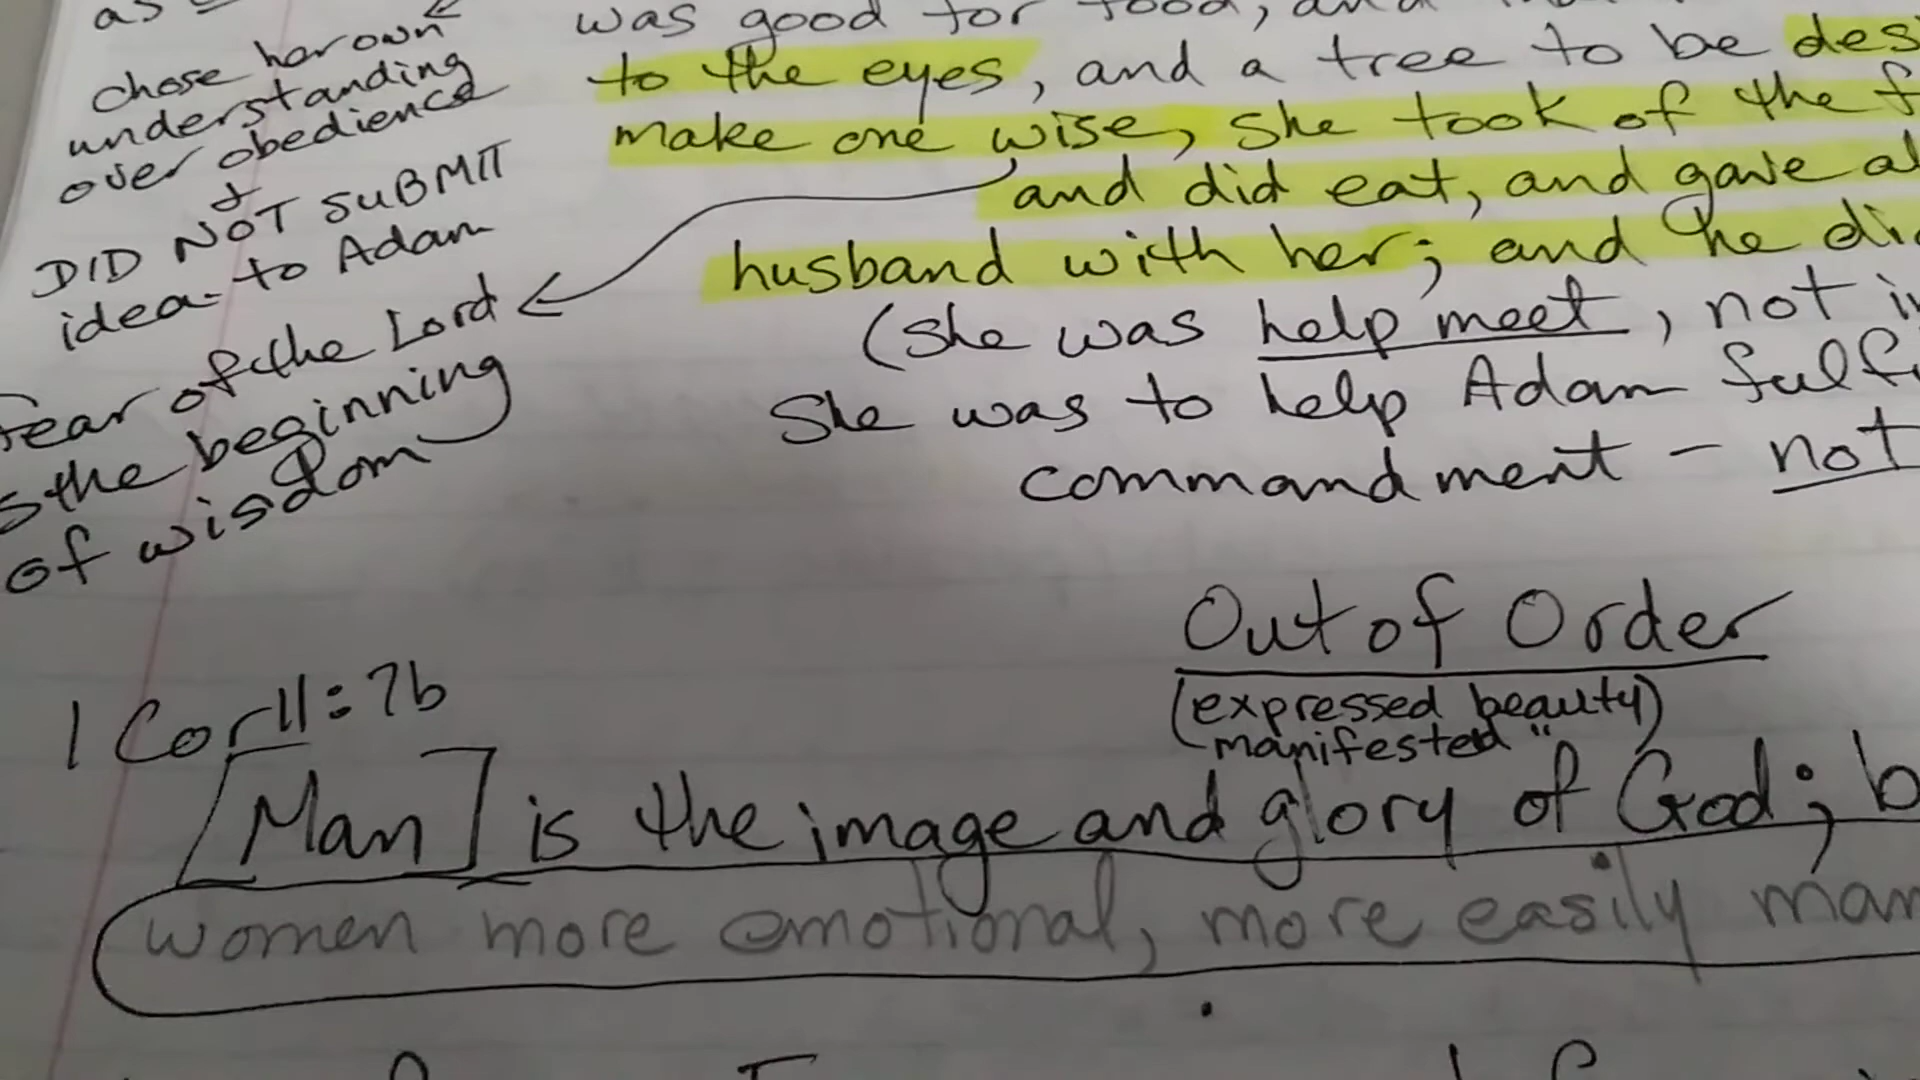 as
chose her own
understanding
over obedience
&
DID NOT SUBMIT
idea - to Adam
Fear of the Lord
s the beginning
of wisdom
was good for food, and
to the eyes, and a tree to be des
make one wise, she took of the f
and did eat, and gave al
husband with her; and he di
(she was help meet, not i
She was to help Adam fulf
commandment - not
Out of Order
(expressed beauty)
manifested "
1 Cor 11:7b
[Man] is the image and glory of God; b
women more emotional, more easily man